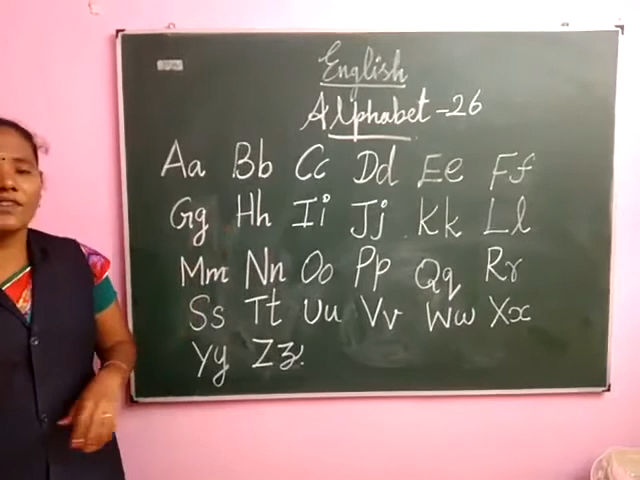 English
Alphabet-26
Aa Bb Cc Dd Ee Ff
Gg Hh Ii Jj Kk Ll
Mm Nn Oo Pp Qq Rr
Ss Tt Uu Vv Ww Xx
Yy Zz.